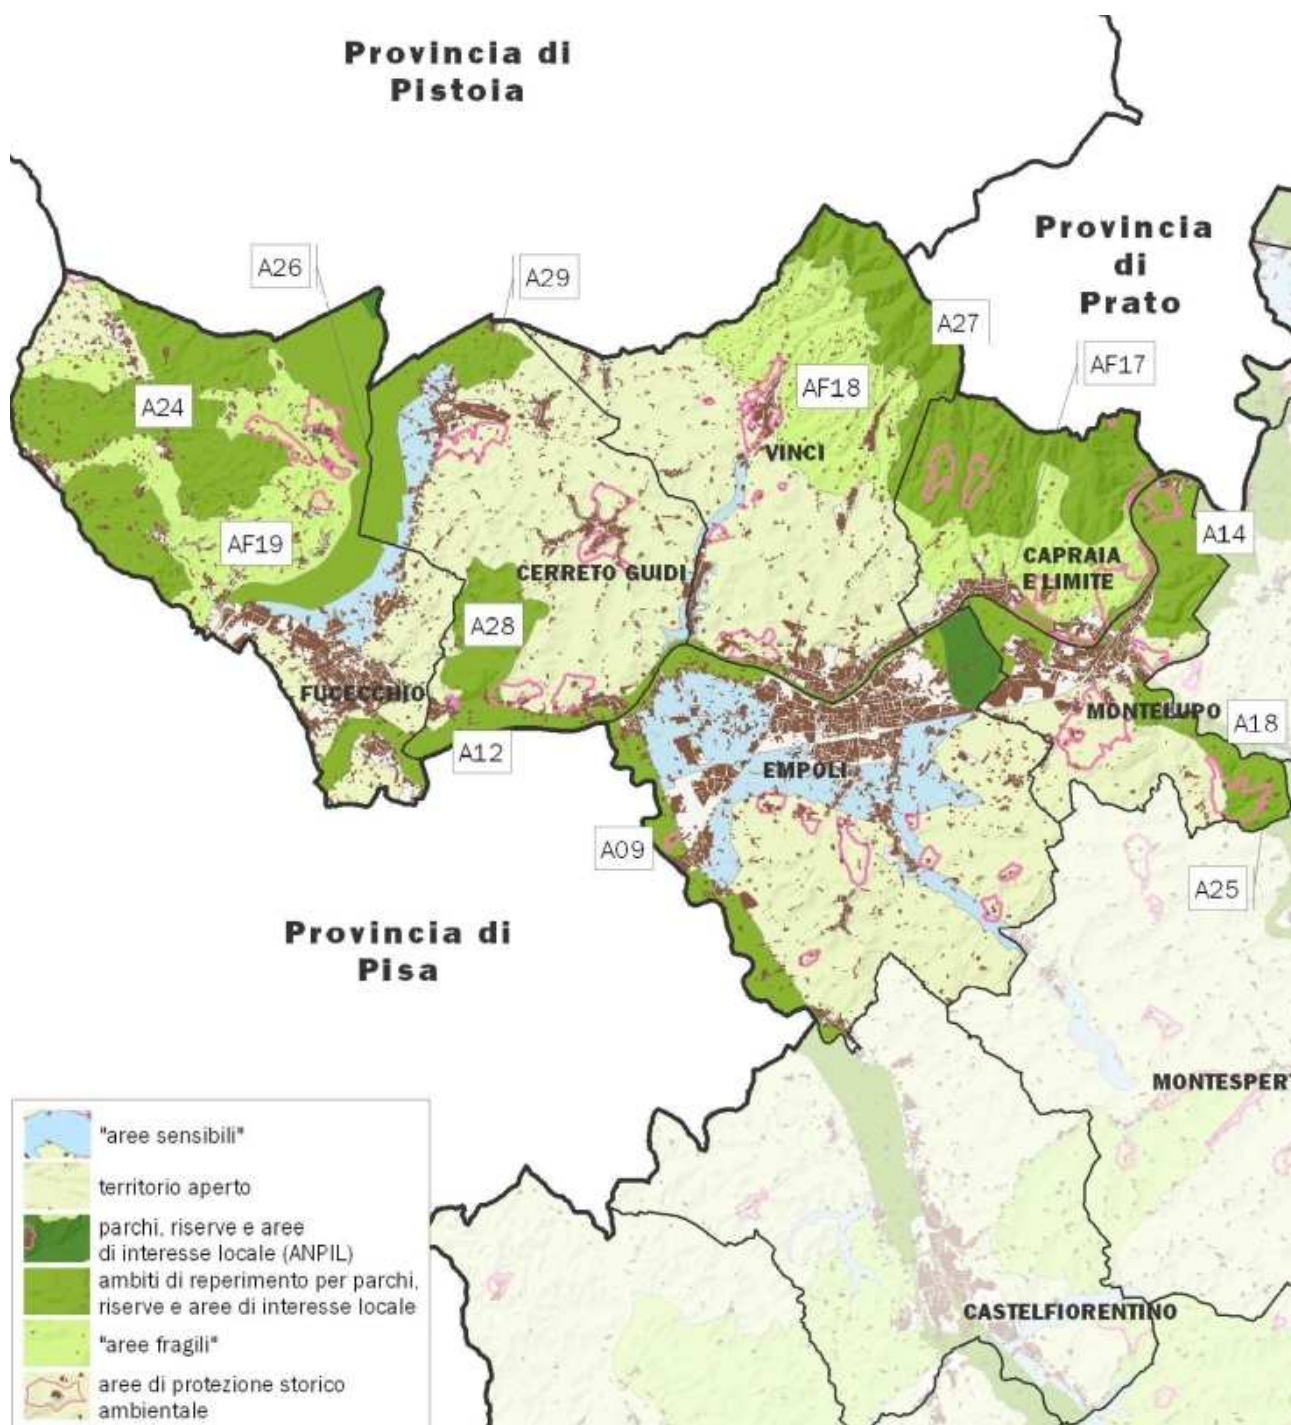 Provincia di
Pistoia
Provincia
di
Prato
A26
A29
A27
AF17
A24
AF18
VINCI
AF19
A14
CERRETO GUIDI
CAPRAIA
E LIMITE
A28
FUCECCHIO
MONTELUPO
A18
A12
EMPOLI
A09
A25
Provincia di
Pisa
MONTESPERT
CASTELFIORENTINO
"aree sensibili"
territorio aperto
parchi, riserve e aree
di interesse locale (ANPIL)
ambiti di reperimento per parchi,
riserve e aree di interesse locale
"aree fragili"
aree di protezione storico
ambientale